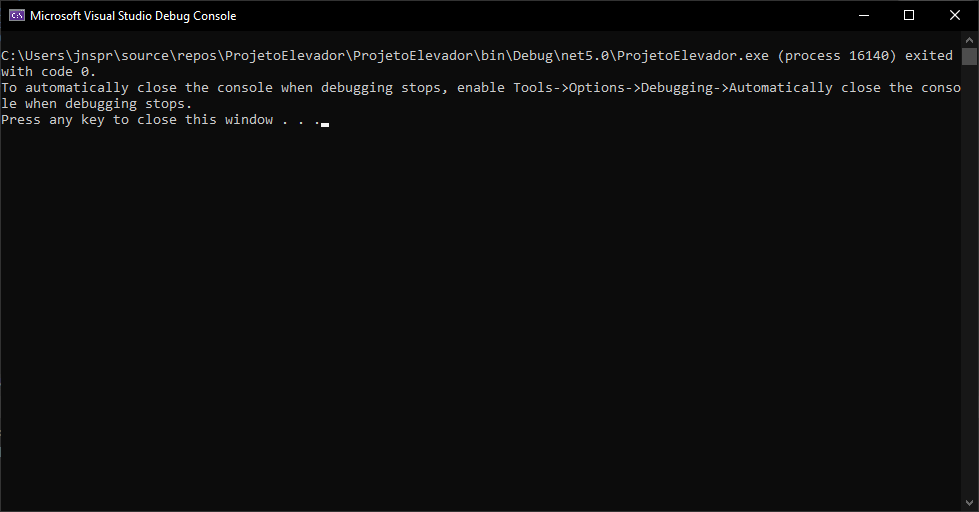 Microsoft Visual Studio Debug Console
C:\Users\jnspr\source\repos\ProjetoElevador\ProjetoElevador\bin\Debug\net5.0\ProjetoElevador.exe (process 16140) exited
with code 0.
To automatically close the console when debugging stops, enable Tools->Options->Debugging->Automatically close the conso
le when debugging stops.
Press any key to close this window . . .